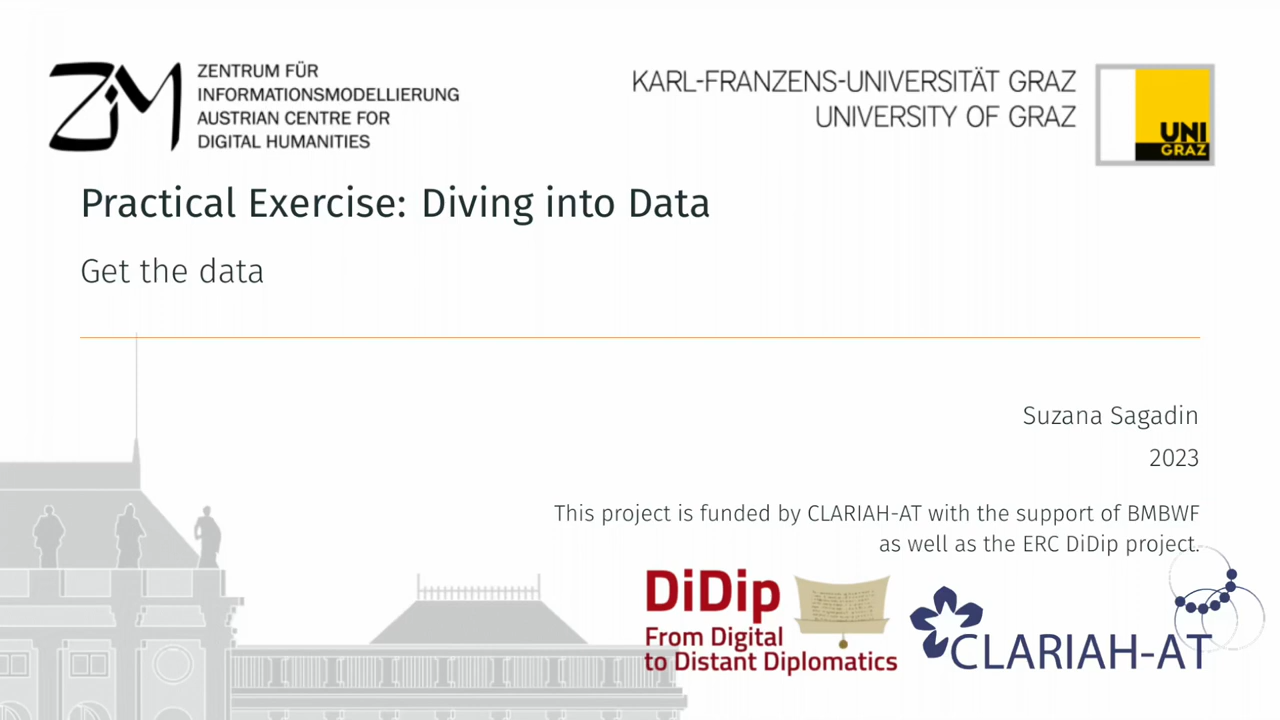 ZiM
ZENTRUM FÜR
INFORMATIONSMODELLIERUNG
AUSTRIAN CENTRE FOR
DIGITAL HUMANITIES
KARL-FRANZENS-UNIVERSITÄT GRAZ
UNIVERSITY OF GRAZ
UNI
GRAZ
Practical Exercise: Diving into Data
Get the data
Suzana Sagadin
2023
This project is funded by CLARIAH-AT with the support of BMBWF
as well as the ERC DiDip project.
DiDip
From Digital
to Distant Diplomatics
CLARIAH-AT